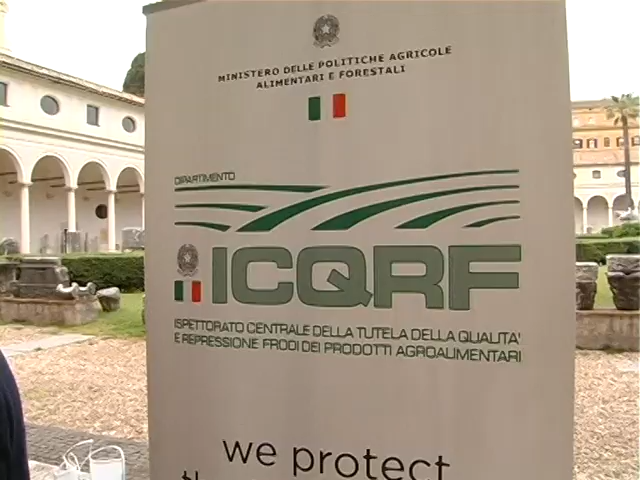 MINISTERO DELLE POLITICHE AGRICOLE
ALIMENTARI E FORESTALI
DIPARTIMENTO
ICQRF
ISPETTORATO CENTRALE DELLA TUTELA DELLA QUALITA'
E REPRESSIONE FRODI DEI PRODOTTI AGROALIMENTARI
we protect